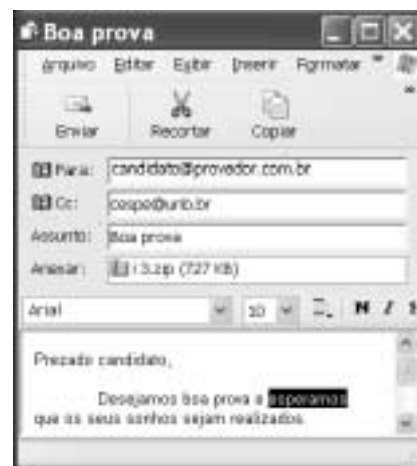 Boa prova
Arquivo Editar Exibir Inserir Formatar »
Enviar Recortar Copiar »
Para: candidato@provedor.com.br
Cc: cespe@unb.br
Assunto: Boa prova
Anexar: i3.zip (727 KB)
Arial 10 N I
Prezado candidato,
Desejamos boa prova e esperamos
que os seus sonhos sejam realizados.